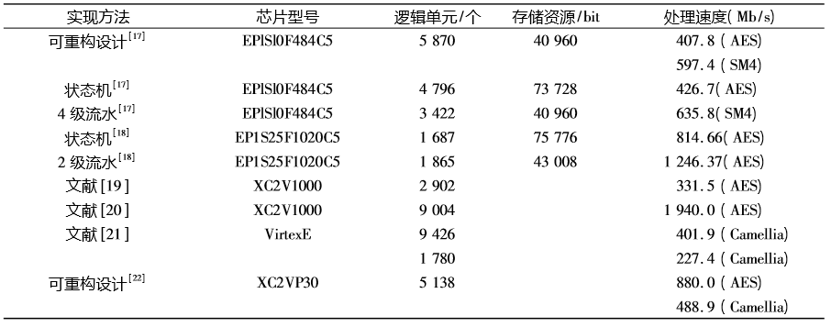 实现方法 芯片型号 逻辑单元/个 存储资源/bit 处理速度(Mb/s)
可重构设计[17] EPlSl0F484C5 5 870 40 960 407.8(AES)
597.4(SM4)
状态机[17] EPlSl0F484C5 4 796 73 728 426.7(AES)
4级流水[17] EPlSl0F484C5 3 422 40 960 635.8(SM4)
状态机[18] EP1S25F1020C5 1 687 75 776 814.66(AES)
2级流水[18] EP1S25F1020C5 1 865 43 008 1 246.37(AES)
文献[19] XC2V1000 2 902 331.5(AES)
文献[20] XC2V1000 9 004 1 940.0(AES)
文献[21] VirtexE 9 426 401.9(Camellia)
1 780 227.4(Camellia)
可重构设计[22] XC2VP30 5 138 880.0(AES)
488.9(Camellia)